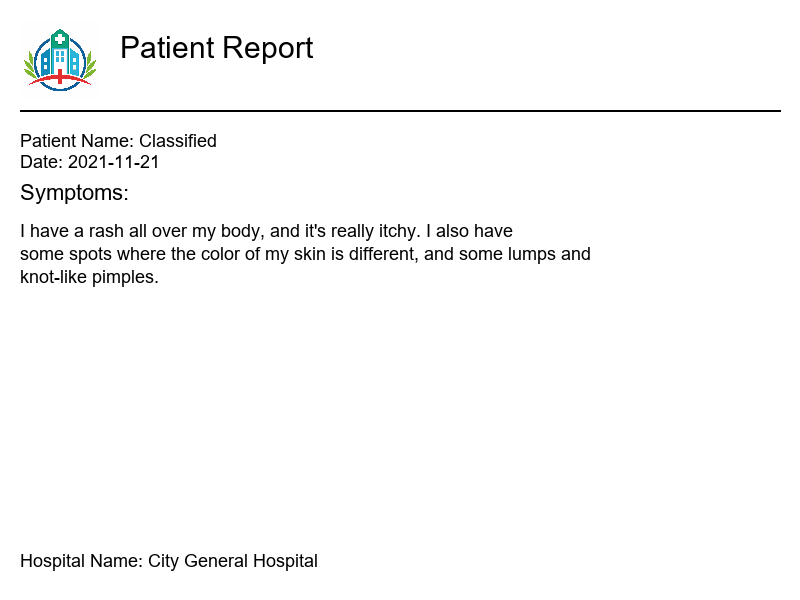 Patient Report
Patient Name: Classified
Date: 2021-11-21
Symptoms:
I have a rash all over my body, and it's really itchy. I also have
some spots where the color of my skin is different, and some lumps and
knot-like pimples.
Hospital Name: City General Hospital